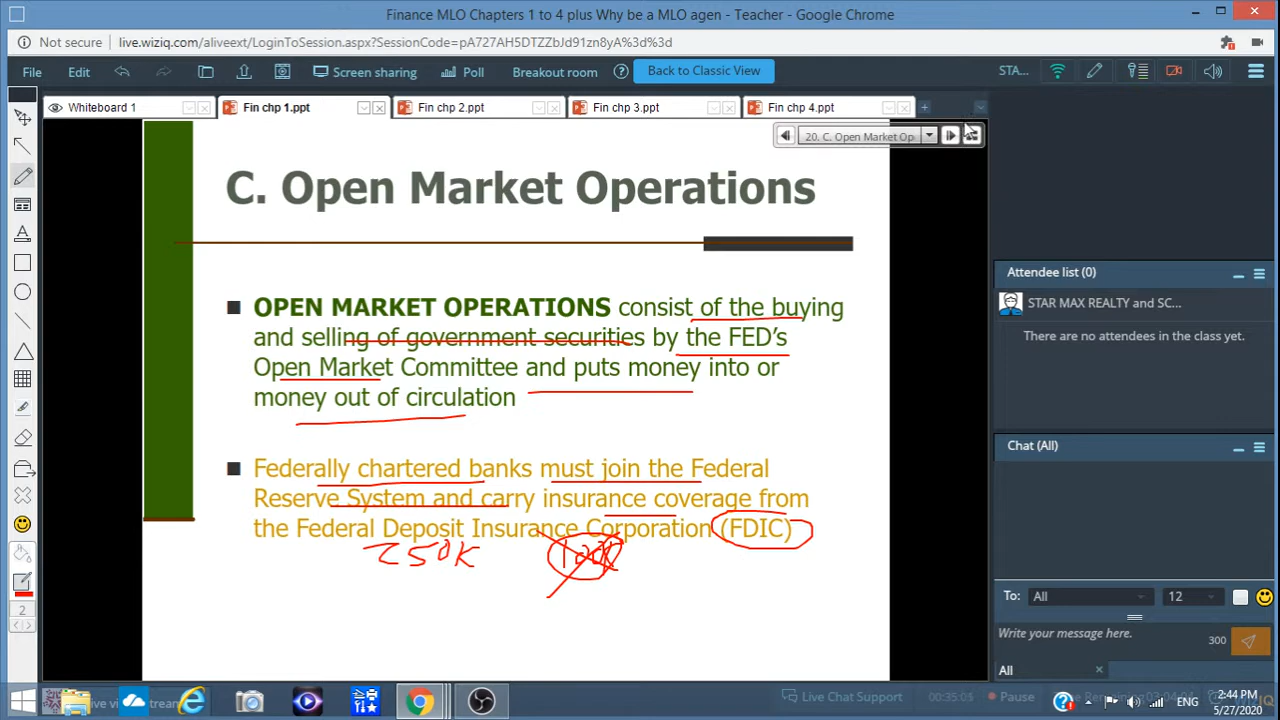 Finance MLO Chapters 1 to 4 plus Why be a MLO agen - Teacher - Google Chrome
Not secure | live.wiziq.com/aliveext/LoginToSession.aspx?SessionCode=pA727AH5DTZZbJd91zn8yA%3d%3d
File Edit Screen sharing Poll Breakout room Back to Classic View STA...
Whiteboard 1 Fin chp 1.ppt Fin chp 2.ppt Fin chp 3.ppt Fin chp 4.ppt
20. C. Open Market Op
C. Open Market Operations
OPEN MARKET OPERATIONS consist of the buying
and selling of government securities by the FED's
Open Market Committee and puts money into or
money out of circulation
Federally chartered banks must join the Federal
Reserve System and carry insurance coverage from
the Federal Deposit Insurance Corporation (FDIC)
250K 100K
2
Attendee list (0)
STAR MAX REALTY and SC...
There are no attendees in the class yet.
Chat (All)
To: All 12
Write your message here. 300
All
Live Chat Support 00:35:03 Pause
ENG 2:44 PM
5/27/2020